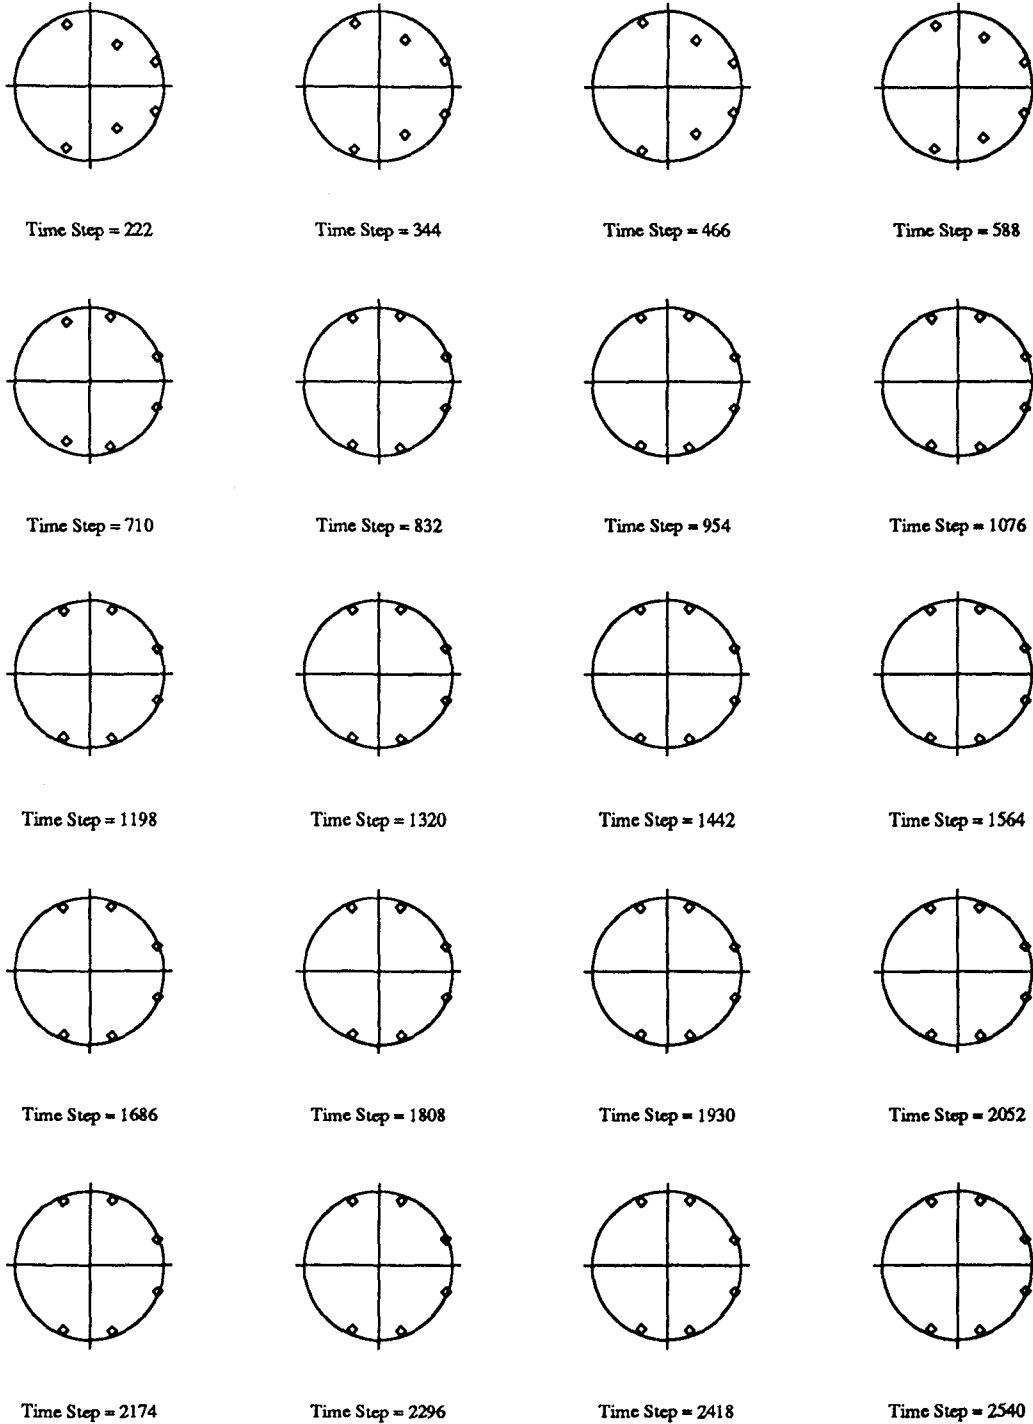 Time Step = 222
Time Step = 344
Time Step = 466
Time Step = 588
Time Step = 710
Time Step = 832
Time Step = 954
Time Step = 1076
Time Step = 1198
Time Step = 1320
Time Step = 1442
Time Step = 1564
Time Step = 1686
Time Step = 1808
Time Step = 1930
Time Step = 2052
Time Step = 2174
Time Step = 2296
Time Step = 2418
Time Step = 2540